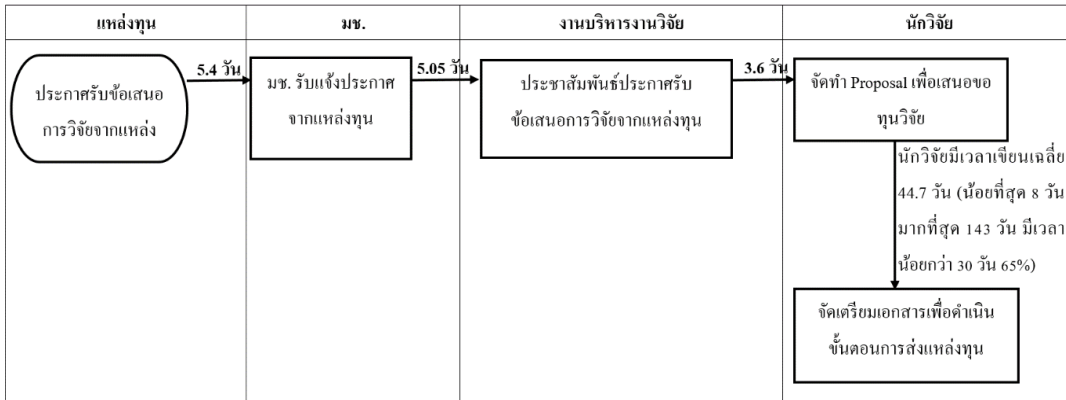 แหล่งทุน
มช.
งานบริหารงานวิจัย
นักวิจัย
ประกาศรับข้อเสนอ
การวิจัยจากแหล่ง
5.4 วัน
มช. รับแจ้งประกาศ
จากแหล่งทุน
5.05 วัน
ประชาสัมพันธ์ประกาศรับ
ข้อเสนอการวิจัยจากแหล่งทุน
3.6 วัน
จัดทำ Proposal เพื่อเสนอขอ
ทุนวิจัย
นักวิจัยมีเวลาเขียนเฉลี่ย
44.7 วัน (น้อยที่สุด 8 วัน
มากที่สุด 143 วัน มีเวลา
น้อยกว่า 30 วัน 65%)
จัดเตรียมเอกสารเพื่อดำเนิน
ขั้นตอนการส่งแหล่งทุน